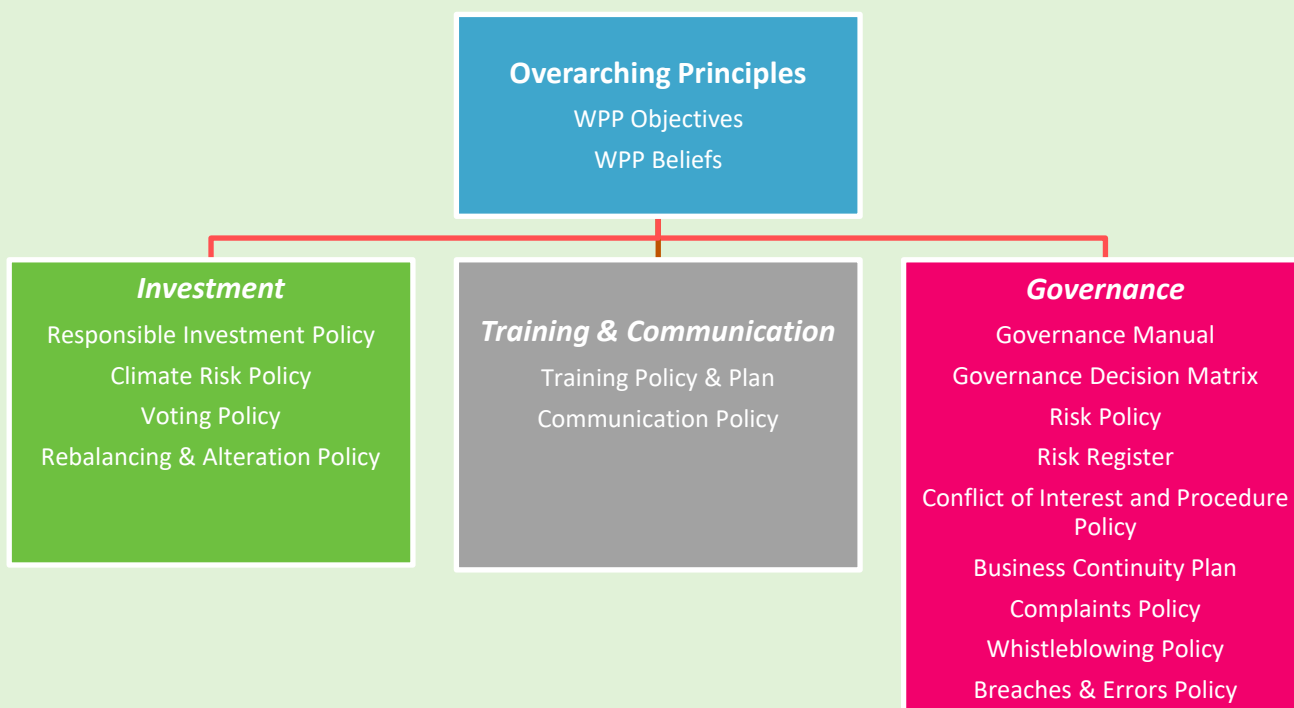 Overarching Principles
WPP Objectives
WPP Beliefs
Investment
Responsible Investment Policy
Climate Risk Policy
Voting Policy
Rebalancing & Alteration Policy
Training & Communication
Training Policy & Plan
Communication Policy
Governance
Governance Manual
Governance Decision Matrix
Risk Policy
Risk Register
Conflict of Interest and Procedure
Policy
Business Continuity Plan
Complaints Policy
Whistleblowing Policy
Breaches & Errors Policy